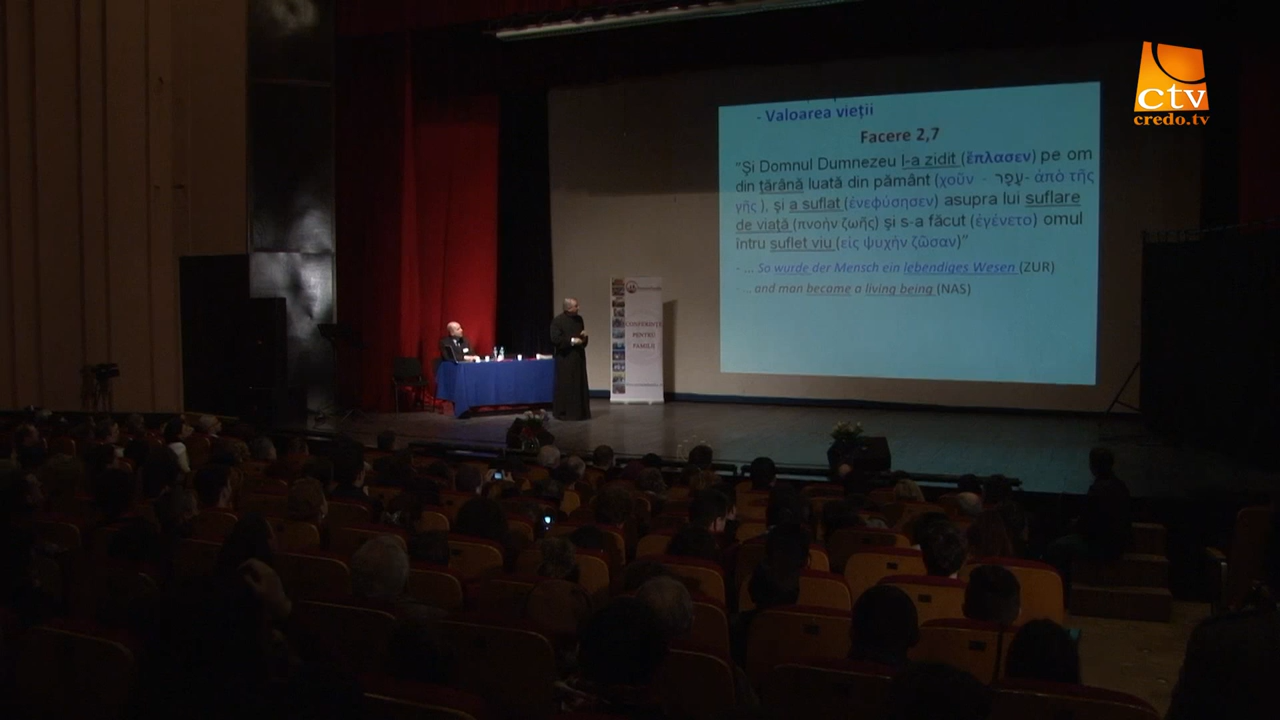 ctv
credo.tv
- Valoarea vieții
Facere 2,7
"Și Domnul Dumnezeu l-a zidit (ἔπλασεν) pe om
din țărână luată din pământ (χοῦν - עָפָר- ἀπὸ τῆς
γῆς ), și a suflat (ἐνεφύσησεν) asupra lui suflare
de viață (πνοὴν ζωῆς) și s-a făcut (ἐγένετο) omul
întru suflet viu (εἰς ψυχὴν ζῶσαν)"
- ... So wurde der Mensch ein lebendiges Wesen (ZUR)
- ... and man became a living being (NAS)
CONFERINȚE
PENTRU
FAMILIE